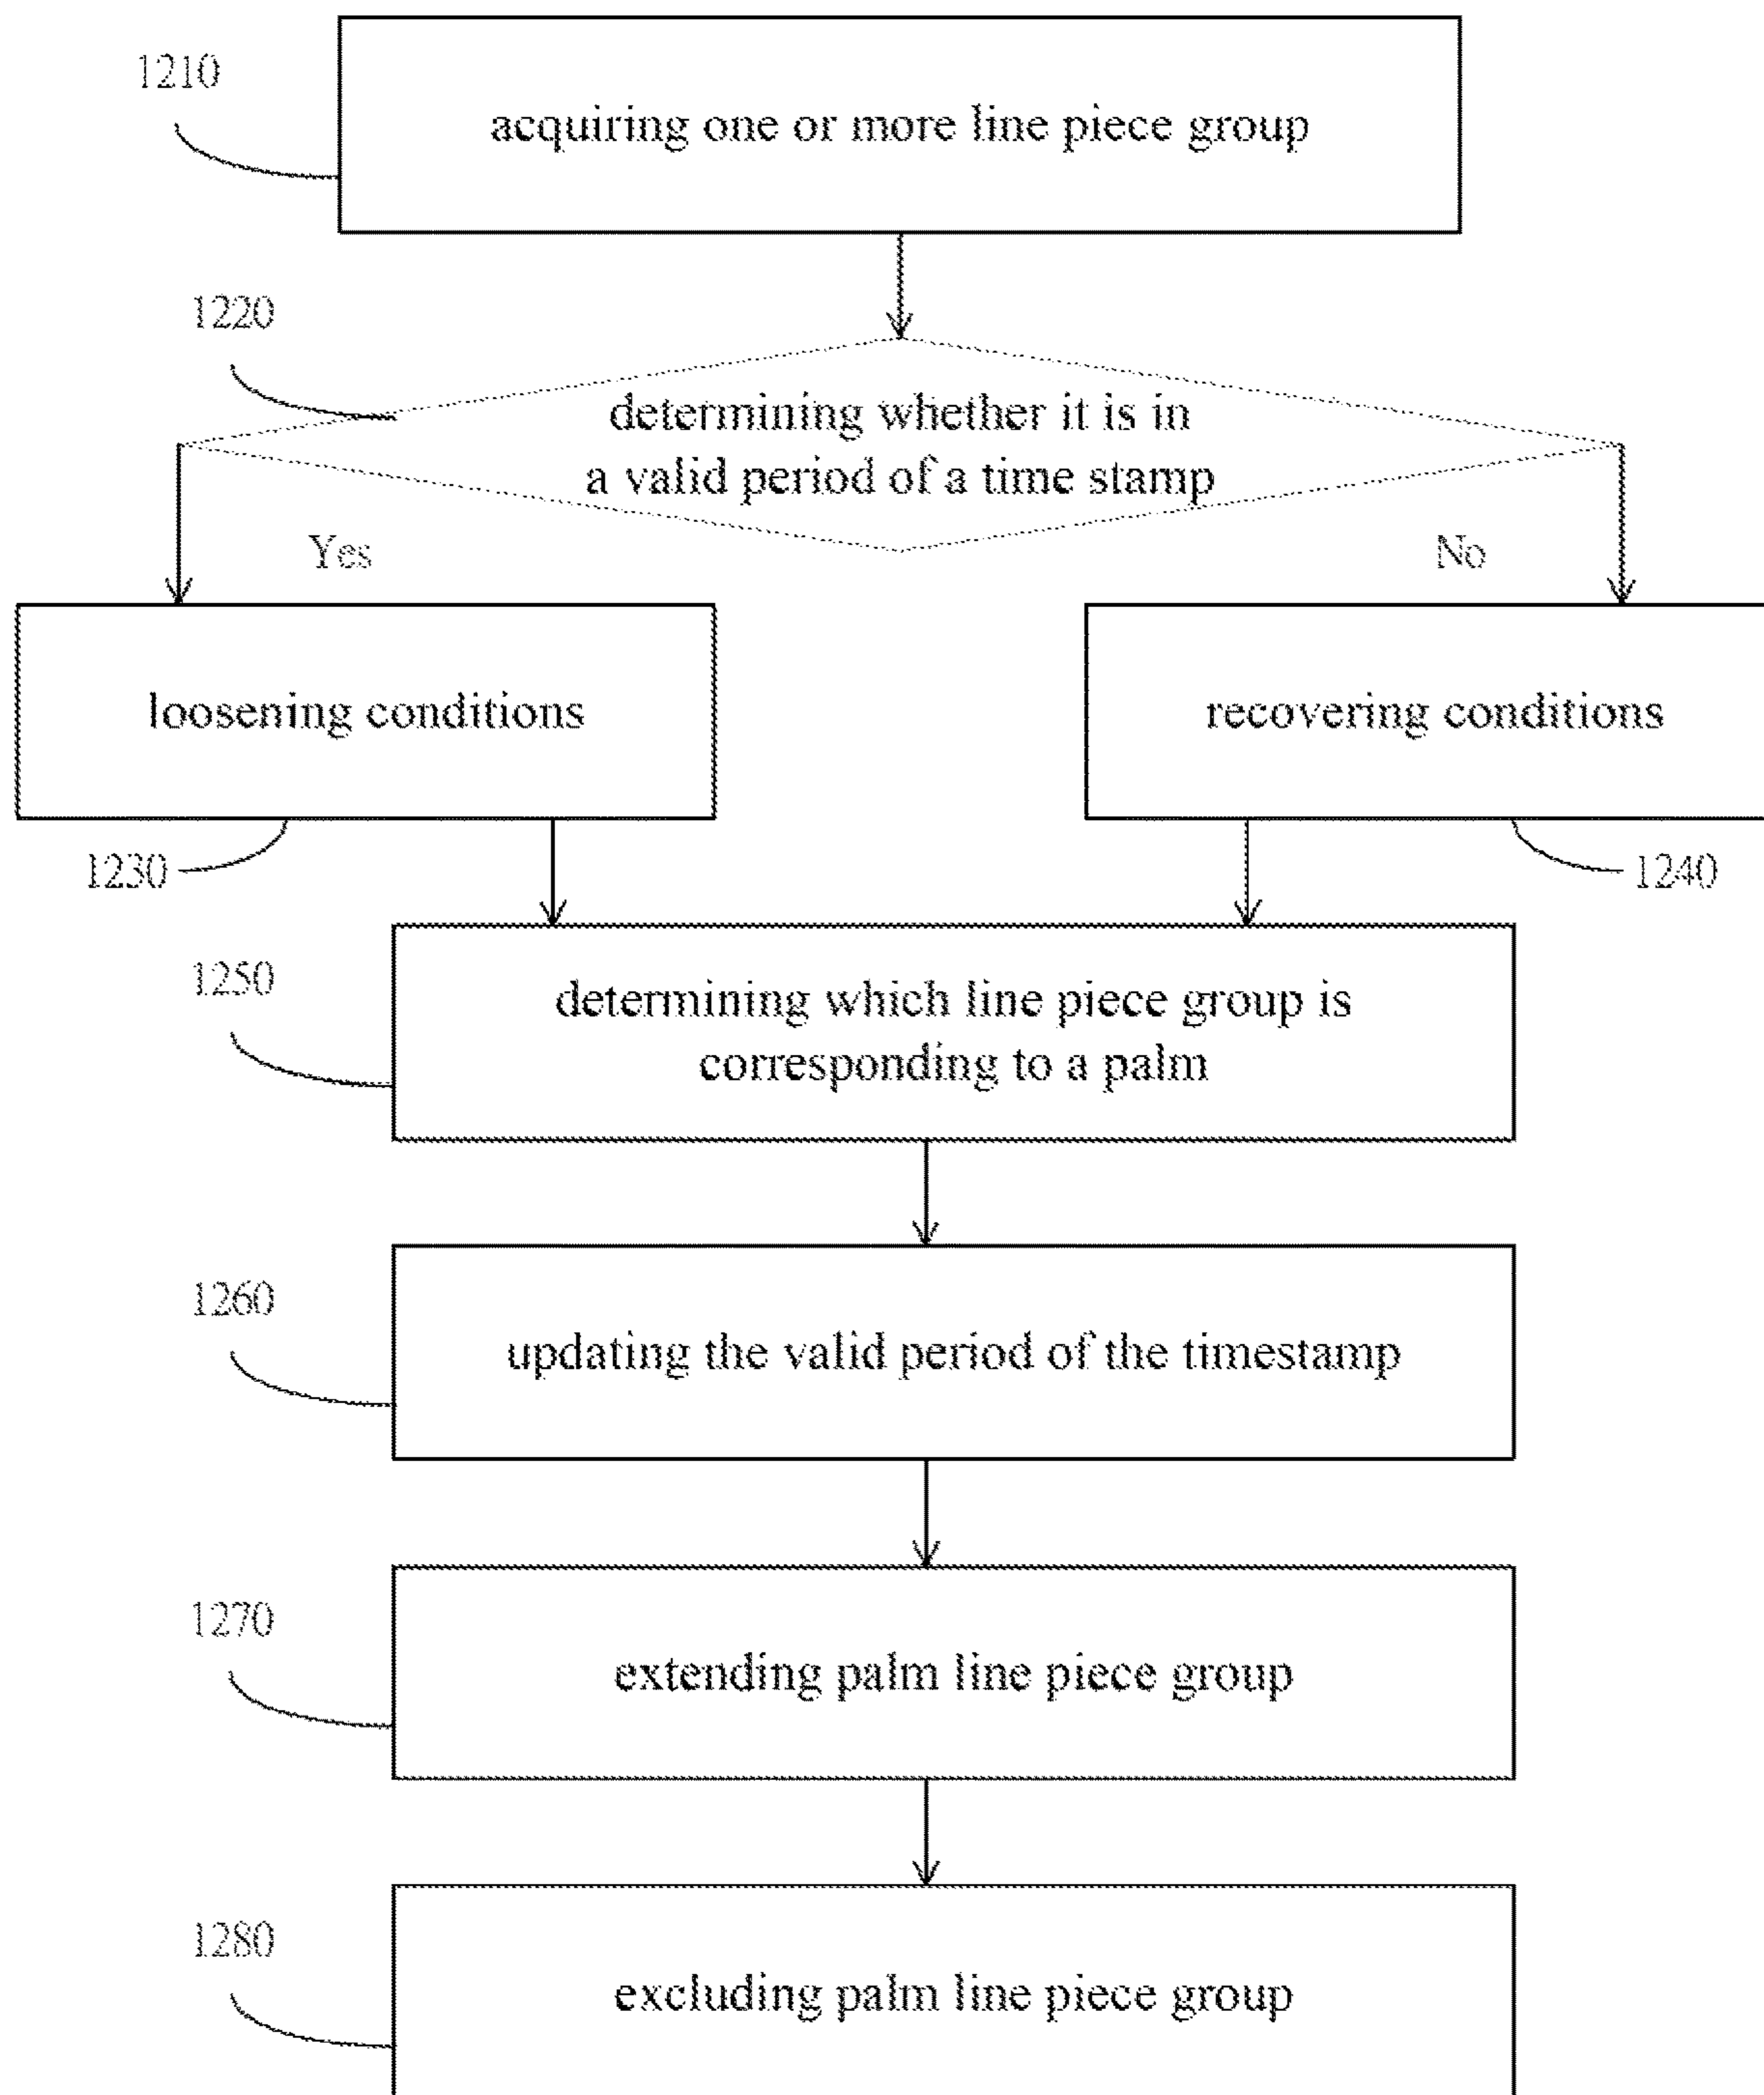 1210
acquiring one or more line piece group
1220
determining whether it is in
a valid period of a time stamp
Yes
No
loosening conditions
recovering conditions
1230
1240
1250
determining which line piece group is
corresponding to a palm
1260
updating the valid period of the timestamp
1270
extending palm line piece group
1280
excluding palm line piece group